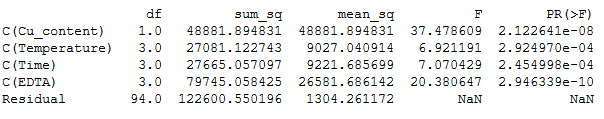 df sum_sq mean_sq F PR(>F)
C(Cu_content) 1.0 48881.894831 48881.894831 37.478609 2.122641e-08
C(Temperature) 3.0 27081.122743 9027.040914 6.921191 2.924970e-04
C(Time) 3.0 27665.057097 9221.685699 7.070429 2.454998e-04
C(EDTA) 3.0 79745.058425 26581.686142 20.380647 2.946339e-10
Residual 94.0 122600.550196 1304.261172 NaN NaN